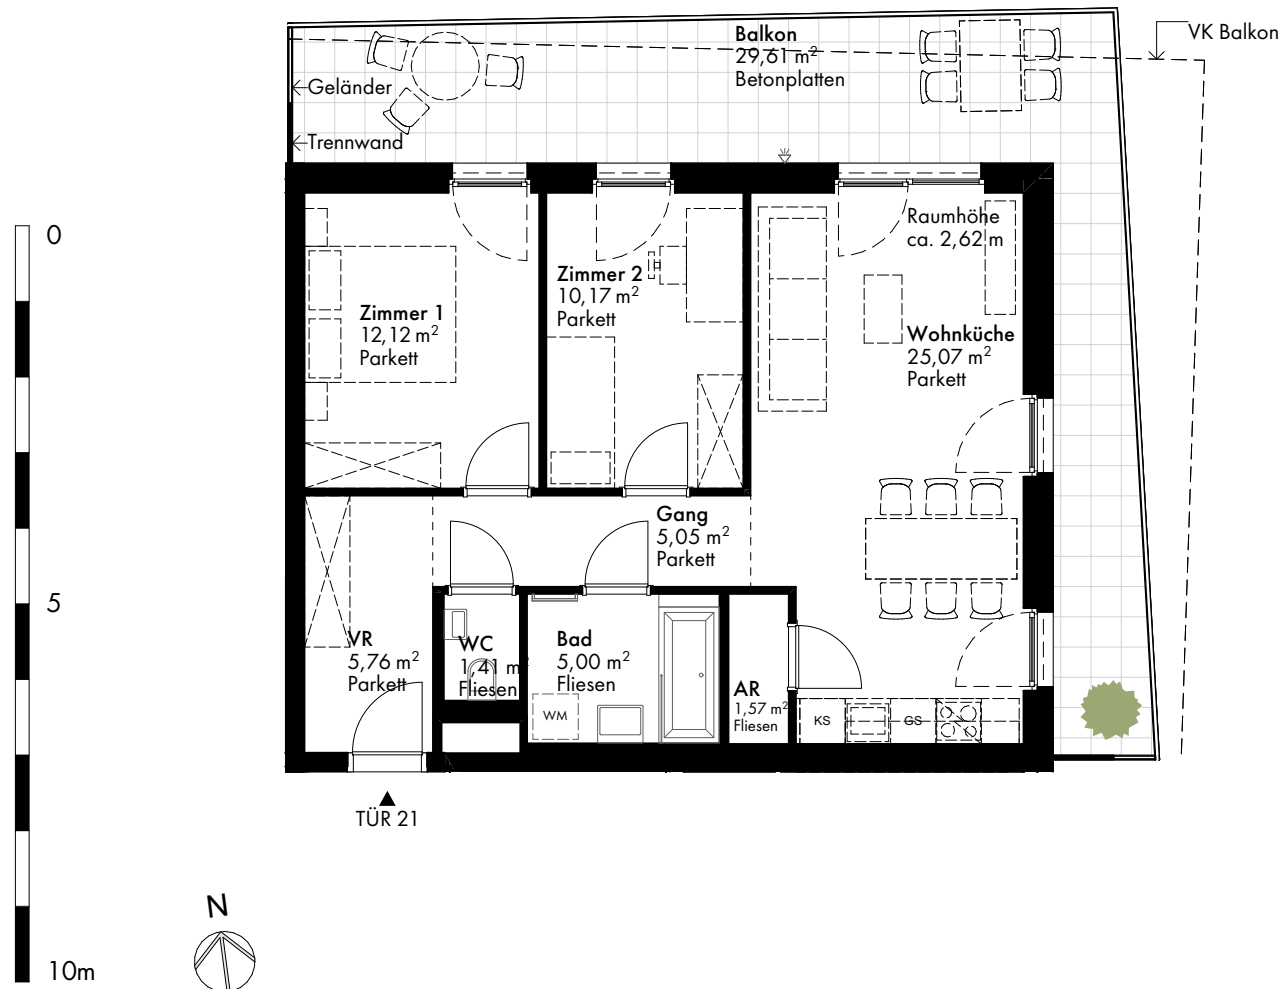 Balkon
29,61 m²
Betonplatten
VK Balkon
Geländer
Trennwand
0
Raumhöhe
ca. 2,62 m
Zimmer 2
10,17 m²
Parkett
Zimmer 1
12,12 m²
Parkett
Wohnküche
25,07 m²
Parkett
Gang
5,05 m²
Parkett
5
VR
5,76 m²
Parkett
WC
1,41 m²
Fliesen
Bad
5,00 m²
Fliesen
WM
AR
1,57 m²
Fliesen
KS
GS
TÜR 21
N
10m